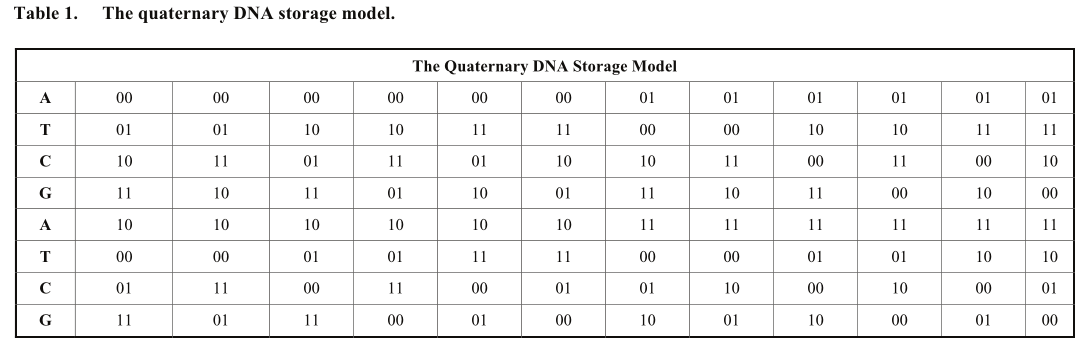 Table 1. The quaternary DNA storage model.
The Quaternary DNA Storage Model
A 00 00 00 00 00 00 01 01 01 01 01 01
T 01 01 10 10 11 11 00 00 10 10 11 11
C 10 11 01 11 01 10 10 11 00 11 00 10
G 11 10 11 01 10 01 11 10 11 00 10 00
A 10 10 10 10 10 10 11 11 11 11 11 11
T 00 00 01 01 11 11 00 00 01 01 10 10
C 01 11 00 11 00 01 01 10 00 10 00 01
G 11 01 11 00 01 00 10 01 10 00 01 00